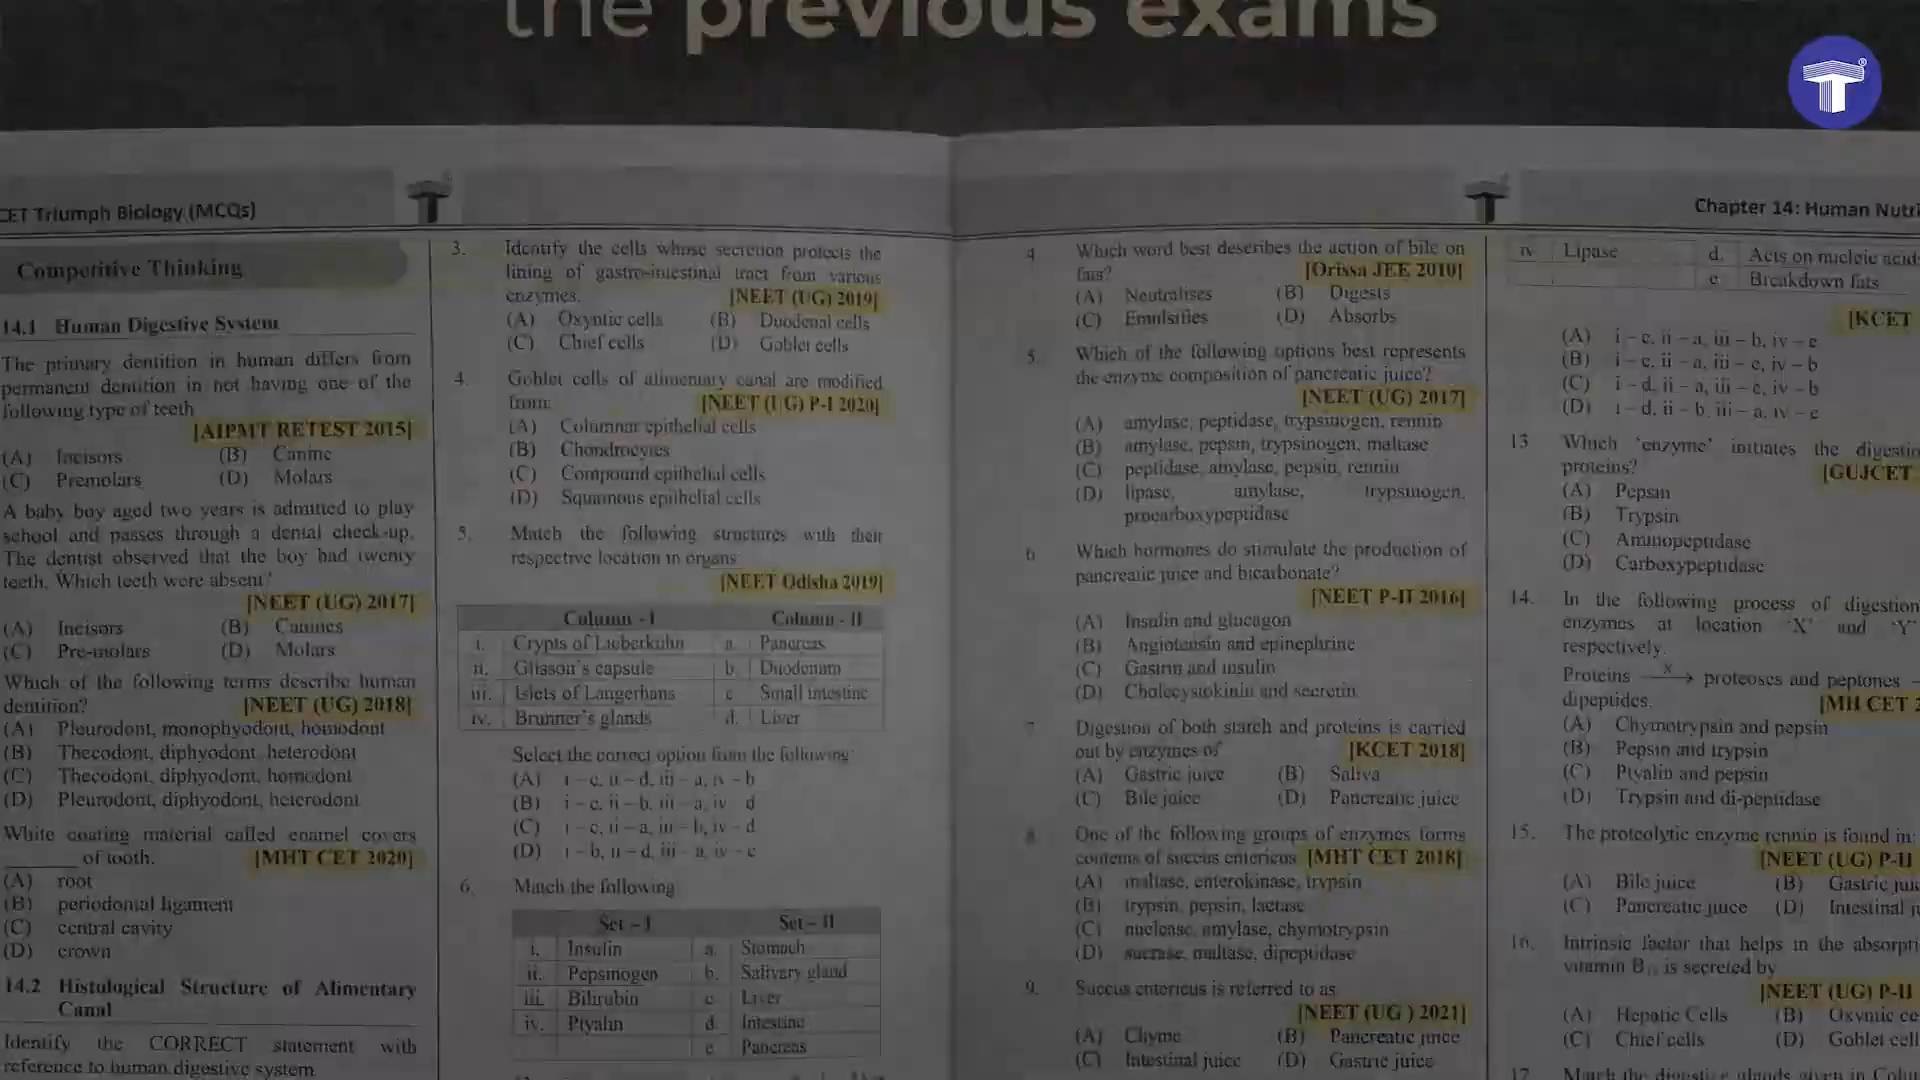 the previous exams
CET Triumph Biology (MCQs)
Competitive Thinking
14.1 Human Digestive System
The primary dentition in human differs from
permanent dentition in not having one of the
following type of teeth
[AIPMT RETEST 2015]
(A) Incisors (B) Canine
(C) Premolars (D) Molars
A baby boy aged two years is admitted to play
school and passes through a dental check-up.
The dentist observed that the boy had twenty
teeth. Which teeth were absent?
[NEET (UG) 2017]
(A) Incisors (B) Canines
(C) Pre-molars (D) Molars
Which of the following terms describe human
dentition? [NEET (UG) 2018]
(A) Pleurodont, monophyodont, homodont
(B) Thecodont, diphyodont, heterodont
(C) Thecodont, diphyodont, homodont
(D) Pleurodont, diphyodont, heterodont
White coating material called enamel covers
______ of tooth. [MHT CET 2020]
(A) root
(B) periodontal ligament
(C) central cavity
(D) crown
14.2 Histological Structure of Alimentary
Canal
Identify the CORRECT statement with
reference to human digestive system.
3. Identify the cells whose secretion protects the
lining of gastro-intestinal tract from various
enzymes. [NEET (UG) 2019]
(A) Oxyntic cells (B) Duodenal cells
(C) Chief cells (D) Goblet cells
4. Goblet cells of alimentary canal are modified
from: [NEET (UG) P-I 2020]
(A) Columnar epithelial cells
(B) Chondrocytes
(C) Compound epithelial cells
(D) Squamous epithelial cells
5. Match the following structures with their
respective location in organs:
[NEET Odisha 2019]
Column - I Column - II
i. Crypts of Lieberkuhn a. Pancreas
ii. Glisson's capsule b. Duodenum
iii. Islets of Langerhans c. Small intestine
iv. Brunner's glands d. Liver
Select the correct option from the following:
(A) i – c, ii – d, iii – a, iv – b
(B) i – c, ii – b, iii – a, iv – d
(C) i – c, ii – a, iii – b, iv – d
(D) i – b, ii – d, iii – a, iv – c
6. Match the following
Set – I Set – II
i. Insulin a. Stomach
ii. Pepsinogen b. Salivary gland
iii. Bilirubin c. Liver
iv. Ptyalin d. Intestine
e. Pancreas
Chapter 14: Human Nutri
4. Which word best describes the action of bile on
fats? [Orissa JEE 2010]
(A) Neutralises (B) Digests
(C) Emulsifies (D) Absorbs
5. Which of the following options best represents
the enzyme composition of pancreatic juice?
[NEET (UG) 2017]
(A) amylase, peptidase, trypsinogen, rennin
(B) amylase, pepsin, trypsinogen, maltase
(C) peptidase, amylase, pepsin, rennin
(D) lipase, amylase, trypsinogen,
procarboxypeptidase
6. Which hormones do stimulate the production of
pancreatic juice and bicarbonate?
[NEET P-II 2016]
(A) Insulin and glucagon
(B) Angiotensin and epinephrine
(C) Gastrin and insulin
(D) Cholecystokinin and secretin
7. Digestion of both starch and proteins is carried
out by enzymes of [KCET 2018]
(A) Gastric juice (B) Saliva
(C) Bile juice (D) Pancreatic juice
8. One of the following groups of enzymes forms
contents of succus entericus. [MHT CET 2018]
(A) maltase, enterokinase, trypsin
(B) trypsin, pepsin, lactase
(C) nuclease, amylase, chymotrypsin
(D) sucrase, maltase, dipeptidase
9. Succus entericus is referred to as
[NEET (UG ) 2021]
(A) Chyme (B) Pancreatic juice
(C) Intestinal juice (D) Gastric juice
iv Lipase d. Acts on nucleic acid
e Breakdown fats
[KCET
(A) i – c, ii – a, iii – b, iv – e
(B) i – c, ii – a, iii – e, iv – b
(C) i – d, ii – a, iii – c, iv – b
(D) i – d, ii – b, iii – a, iv – e
13 Which 'enzyme' initiates the digestio
proteins? [GUJCET
(A) Pepsin
(B) Trypsin
(C) Aminopeptidase
(D) Carboxypeptidase
14. In the following process of digestion
enzymes at location 'X' and 'Y'
respectively.
Proteins X→ proteoses and peptones –
dipeptides. [MH CET 2
(A) Chymotrypsin and pepsin
(B) Pepsin and trypsin
(C) Ptyalin and pepsin
(D) Trypsin and di-peptidase
15. The proteolytic enzyme rennin is found in:
[NEET (UG) P-II
(A) Bile juice (B) Gastric juic
(C) Pancreatic juice (D) Intestinal j
16. Intrinsic factor that helps in the absorpti
vitamin B12 is secreted by
[NEET (UG) P-II
(A) Hepatic Cells (B) Oxyntic ce
(C) Chief cells (D) Goblet cell
17. Match the digestive glands given in Colu